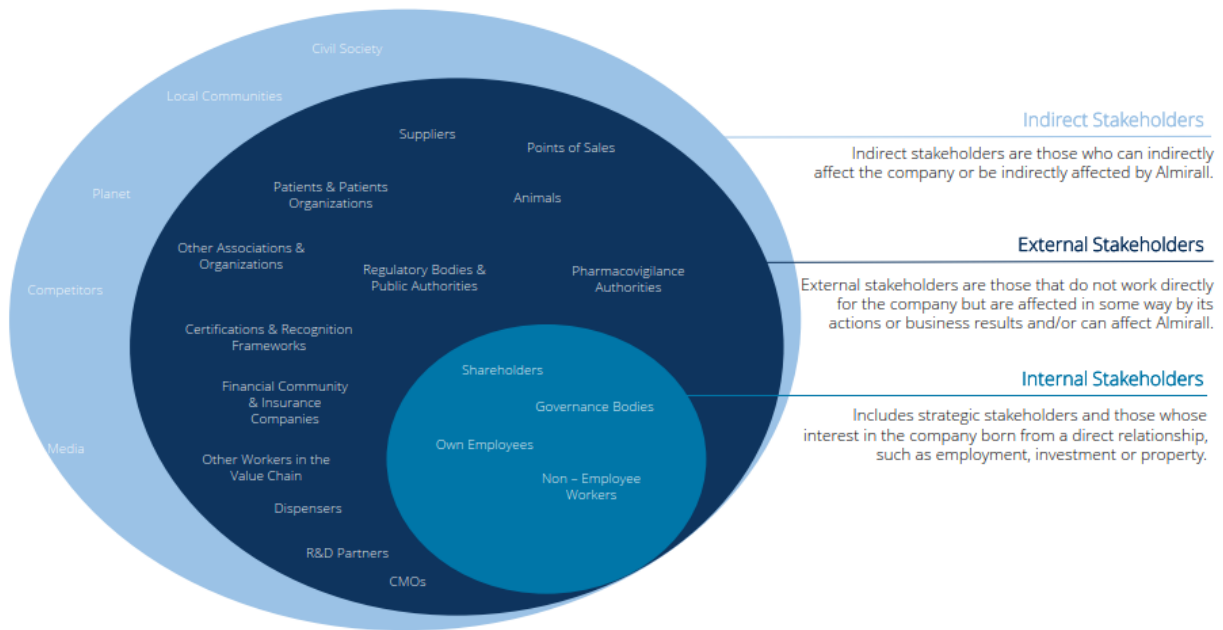 Civil Society
Local Communities
Planet
Competitors
Media
Suppliers
Points of Sales
Patients & Patients
Organizations
Animals
Other Associations &
Organizations
Regulatory Bodies &
Public Authorities
Pharmacovigilance
Authorities
Certifications & Recognition
Frameworks
Financial Community
& Insurance
Companies
Other Workers in the
Value Chain
Dispensers
R&D Partners
CMOs
Shareholders
Governance Bodies
Own Employees
Non – Employee
Workers
Indirect Stakeholders
Indirect stakeholders are those who can indirectly
affect the company or be indirectly affected by Almirall.
External Stakeholders
External stakeholders are those that do not work directly
for the company but are affected in some way by its
actions or business results and/or can affect Almirall.
Internal Stakeholders
Includes strategic stakeholders and those whose
interest in the company born from a direct relationship,
such as employment, investment or property.